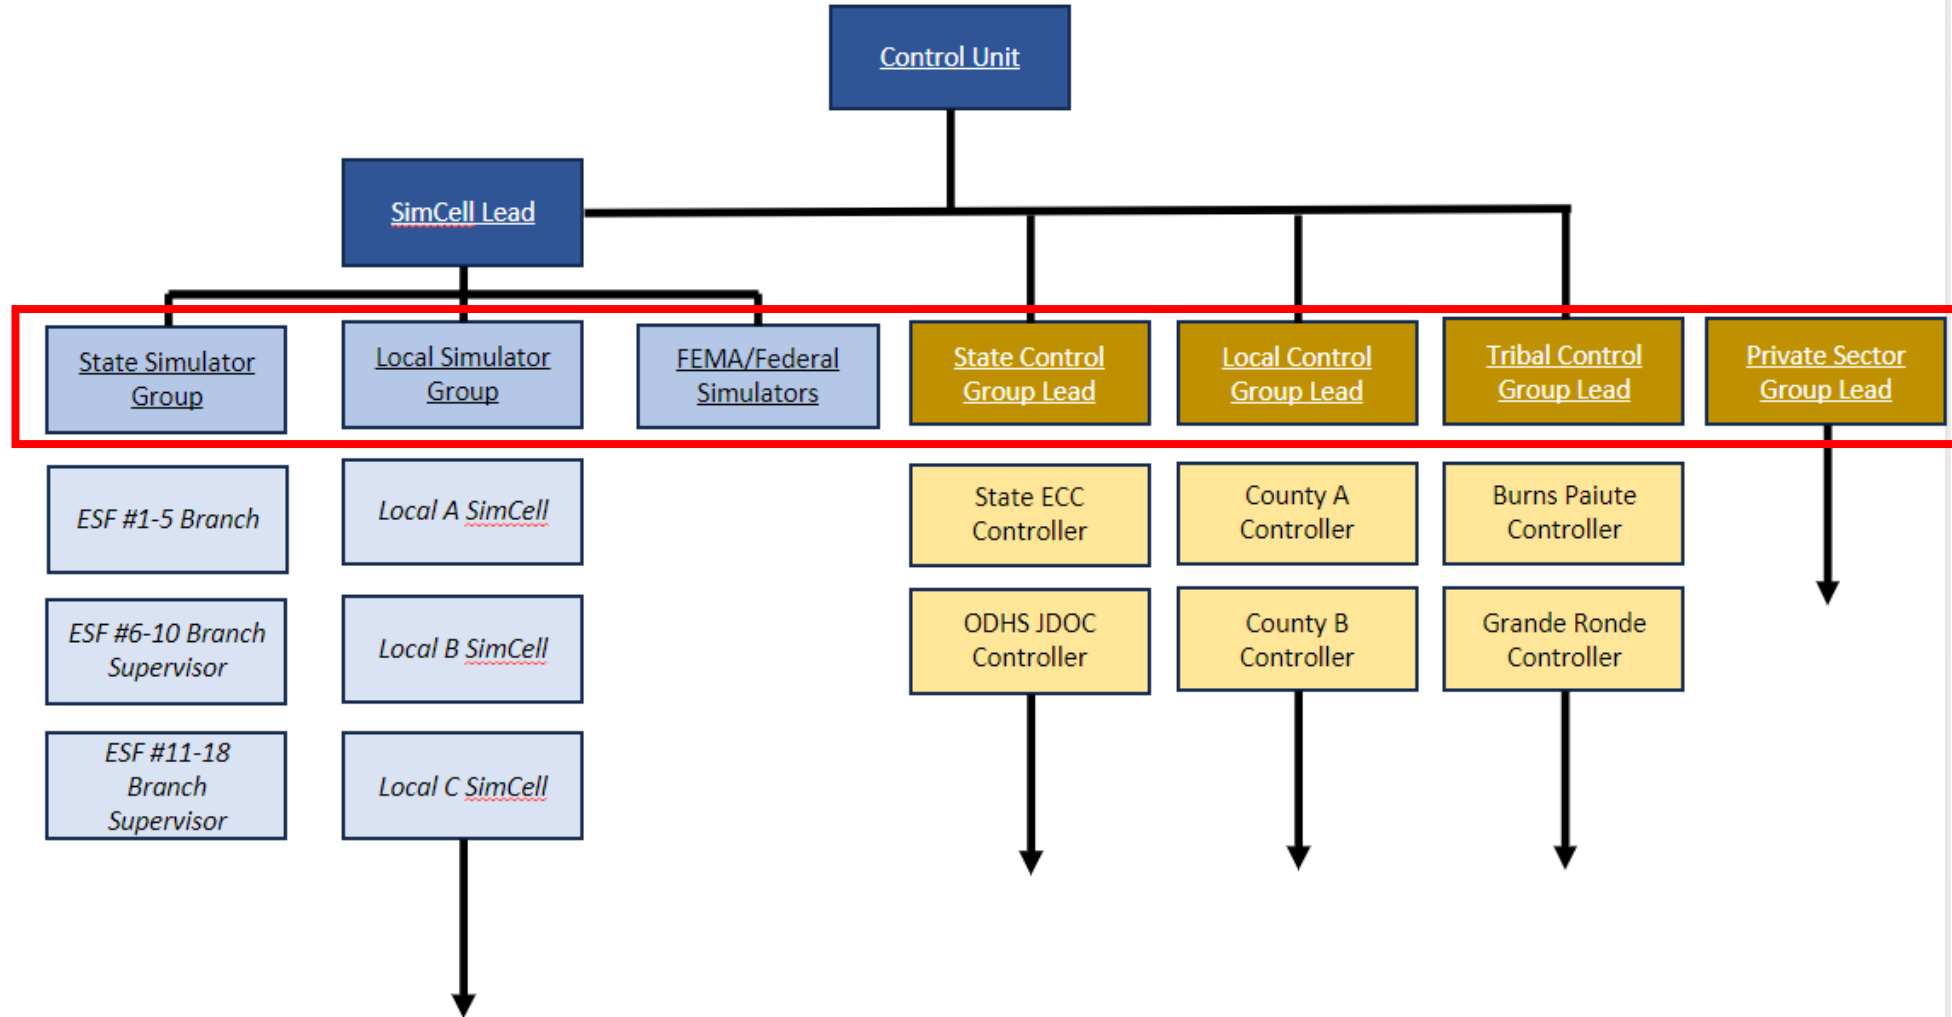 Control Unit
SimCell Lead
State Simulator
Group
Local Simulator
Group
FEMA/Federal
Simulators
State Control
Group Lead
Local Control
Group Lead
Tribal Control
Group Lead
Private Sector
Group Lead
ESF #1-5 Branch
Local A SimCell
State ECC
Controller
County A
Controller
Burns Paiute
Controller
ESF #6-10 Branch
Supervisor
Local B SimCell
ODHS JDOC
Controller
County B
Controller
Grande Ronde
Controller
ESF #11-18
Branch
Supervisor
Local C SimCell